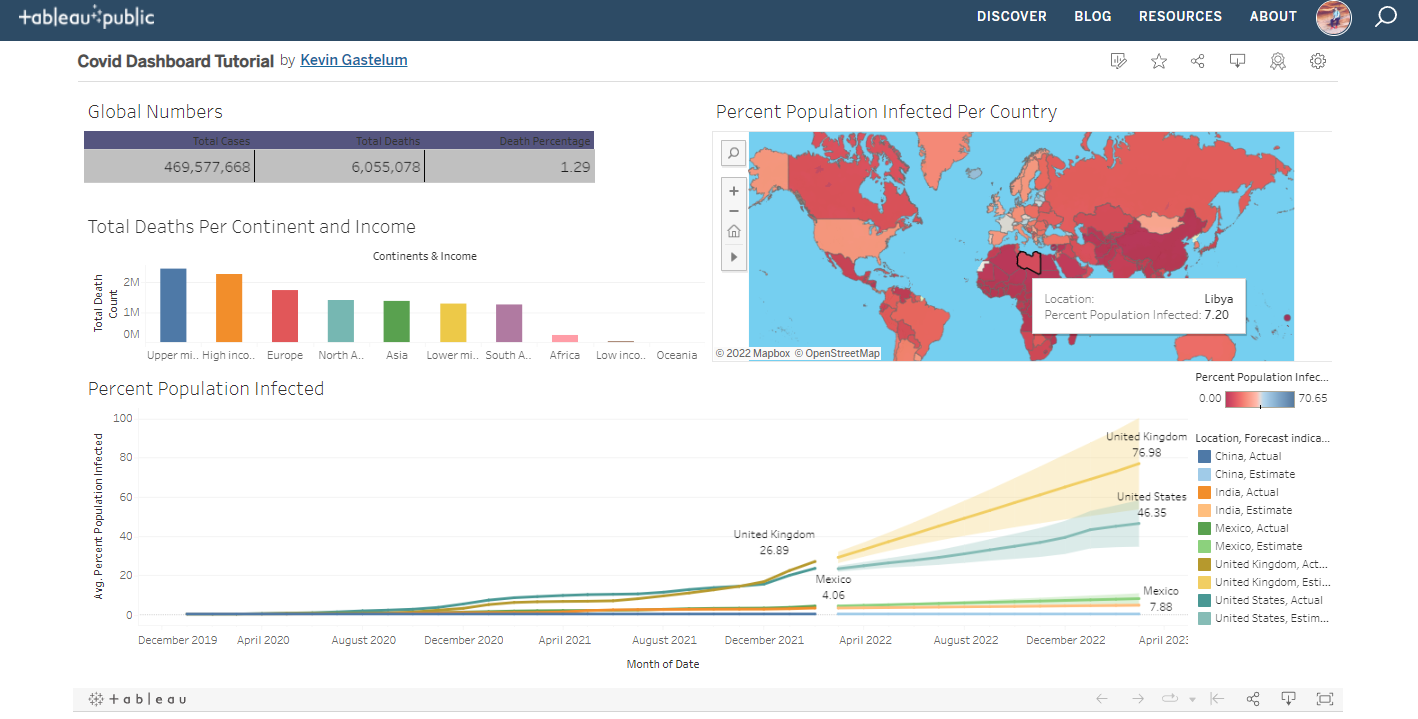 +ableau+public
DISCOVER BLOG RESOURCES ABOUT
Covid Dashboard Tutorial by Kevin Gastelum
Global Numbers
Total Cases Total Deaths Death Percentage
469,577,668 6,055,078 1.29
Total Deaths Per Continent and Income
Continents & Income
Total Death
Count
2M
1M
0M
Upper mi.. High inco.. Europe North A.. Asia Lower mi.. South A.. Africa Low inco.. Oceania
Percent Population Infected Per Country
Location: Libya
Percent Population Infected: 7.20
© 2022 Mapbox © OpenStreetMap
Percent Population Infec...
0.00 70.65
Percent Population Infected
Avg. Percent Population Infected
100
80
60
40
20
0
United Kingdom
26.89
Mexico
4.06
United Kingdom
76.98
United States
46.35
Mexico
7.88
December 2019 April 2020 August 2020 December 2020 April 2021 August 2021 December 2021 April 2022 August 2022 December 2022 April 2023
Month of Date
Location, Forecast indica...
China, Actual
China, Estimate
India, Actual
India, Estimate
Mexico, Actual
Mexico, Estimate
United Kingdom, Act...
United Kingdom, Esti...
United States, Actual
United States, Estim...
+ableau